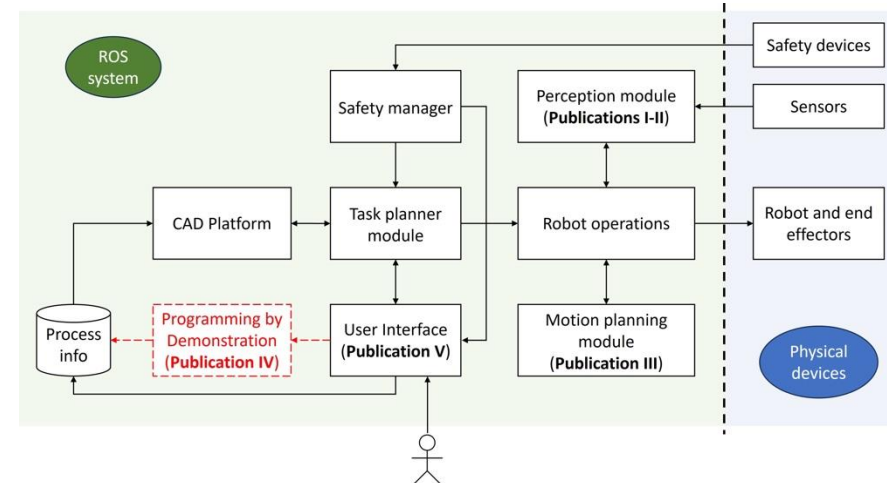 ROS
system
Safety devices
Safety manager
Perception module
(Publications I-II)
Sensors
CAD Platform
Task planner
module
Robot operations
Robot and end
effectors
Process
info
Programming by
Demonstration
(Publication IV)
User Interface
(Publication V)
Motion planning
module
(Publication III)
Physical
devices